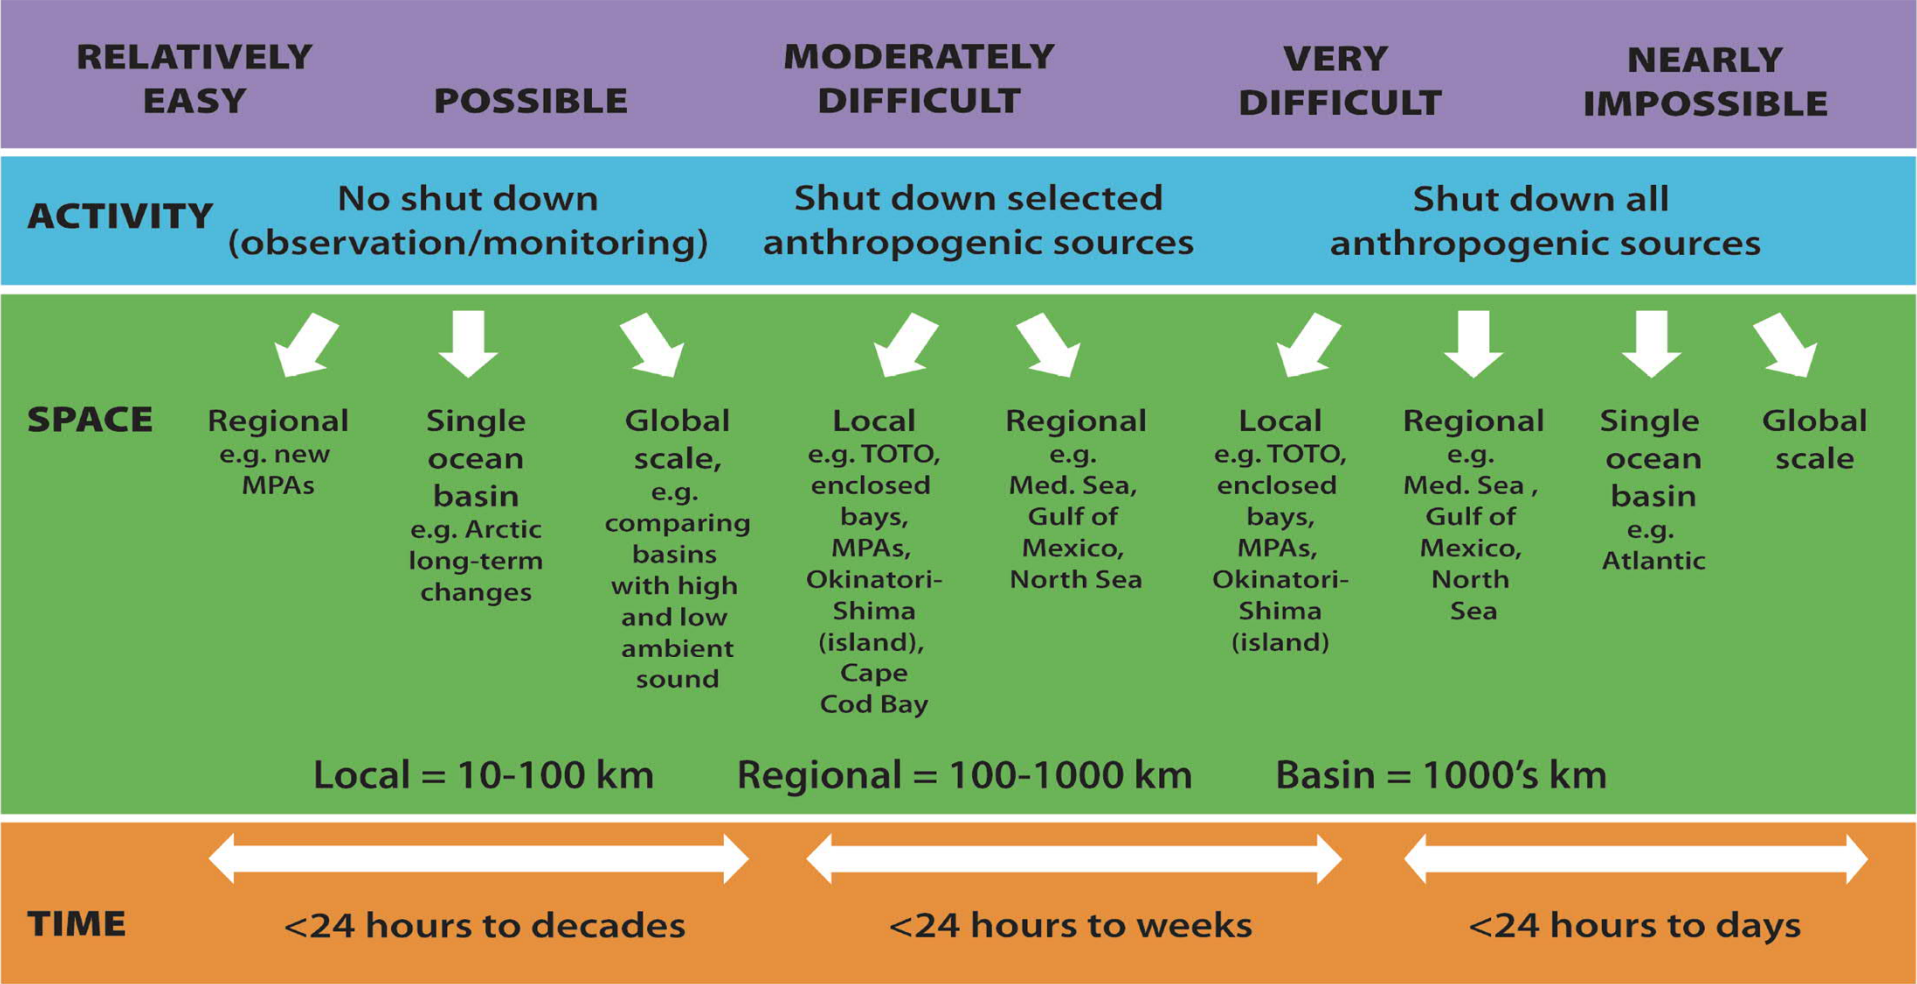 RELATIVELY
EASY
POSSIBLE
MODERATELY
DIFFICULT
VERY
DIFFICULT
NEARLY
IMPOSSIBLE
ACTIVITY
No shut down
(observation/monitoring)
Shut down selected
anthropogenic sources
Shut down all
anthropogenic sources
SPACE
Regional
e.g. new
MPAs
Single
ocean
basin
e.g. Arctic
long-term
changes
Global
scale,
e.g.
comparing
basins
with high
and low
ambient
sound
Local
e.g. TOTO,
enclosed
bays,
MPAs,
Okinatori-
Shima
(island),
Cape
Cod Bay
Regional
e.g.
Med. Sea,
Gulf of
Mexico,
North Sea
Local
e.g. TOTO,
enclosed
bays,
MPAs,
Okinatori-
Shima
(island)
Regional
e.g.
Med. Sea ,
Gulf of
Mexico,
North
Sea
Single
ocean
basin
e.g.
Atlantic
Global
scale
Local = 10-100 km
Regional = 100-1000 km
Basin = 1000’s km
TIME
<24 hours to decades
<24 hours to weeks
<24 hours to days